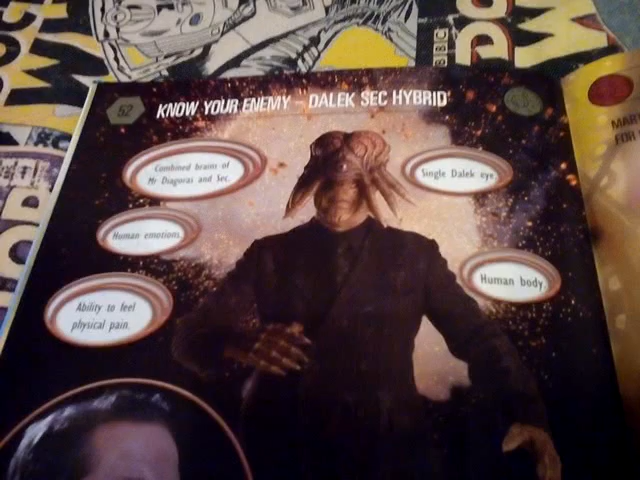 BBC
52
KNOW YOUR ENEMY - DALEK SEC HYBRID
Combined brains of
Mr Diagoras and Sec.
Single Dalek eye
Human emotions.
Human body.
Ability to feel
physical pain.